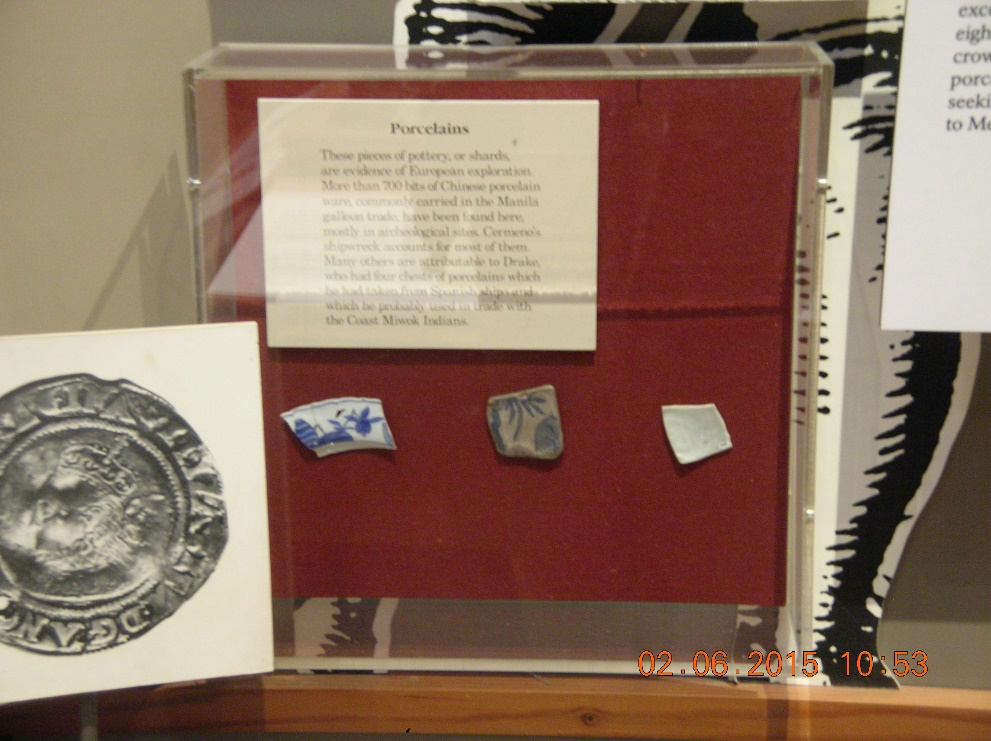 Porcelains
These pieces of pottery, or shards,
are evidence of European exploration.
More than 700 bits of Chinese porcelain
ware, commonly carried in the Manila
galleon trade, have been found here,
mostly in archeological sites. Cermeno's
shipwreck accounts for most of them.
Many others are attributable to Drake,
who had four chests of porcelains which
he had taken from Spanish ships and
which he probably used in trade with
the Coast Miwok Indians.
eigh
crow
porc
seeki
to Me
02.06.2015 10:53